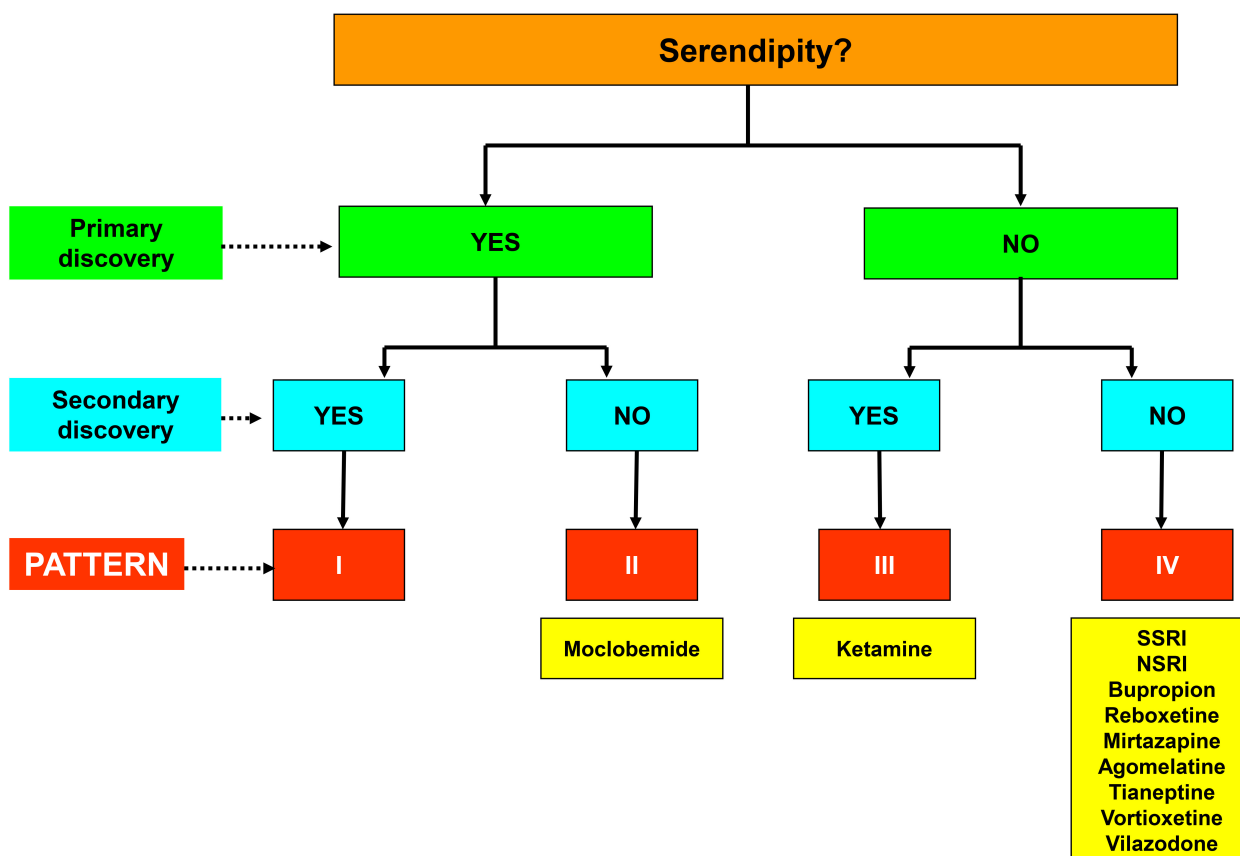 Serendipity?
Primary
discovery
YES
NO
Secondary
discovery
YES
NO
YES
NO
PATTERN
I
II
III
IV
Moclobemide
Ketamine
SSRI
NSRI
Bupropion
Reboxetine
Mirtazapine
Agomelatine
Tianeptine
Vortioxetine
Vilazodone